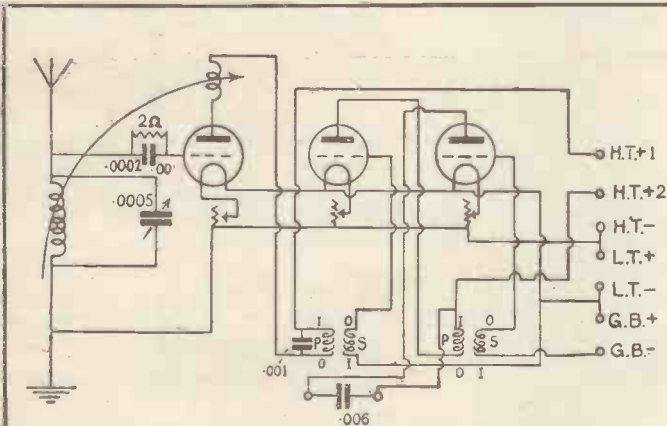 2Ω
.0002
.00
.0005
H.T.+1
H.T.+2
H.T.-
L.T.+
L.T.-
G.B.+
G.B.-
I O
P S
O I
.001
I O
P S
O I
.006